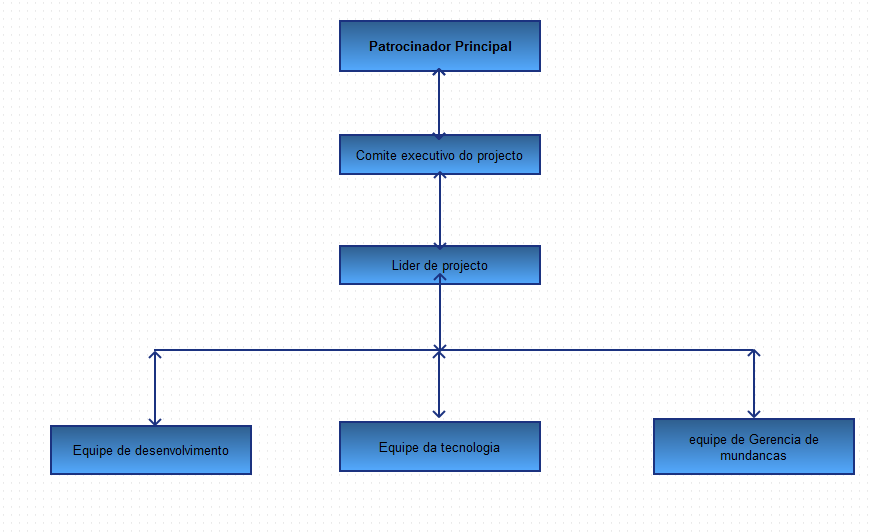 Patrocinador Principal
Comite executivo do projecto
Lider de projecto
Equipe de desenvolvimento
Equipe da tecnologia
equipe de Gerencia de
mundancas